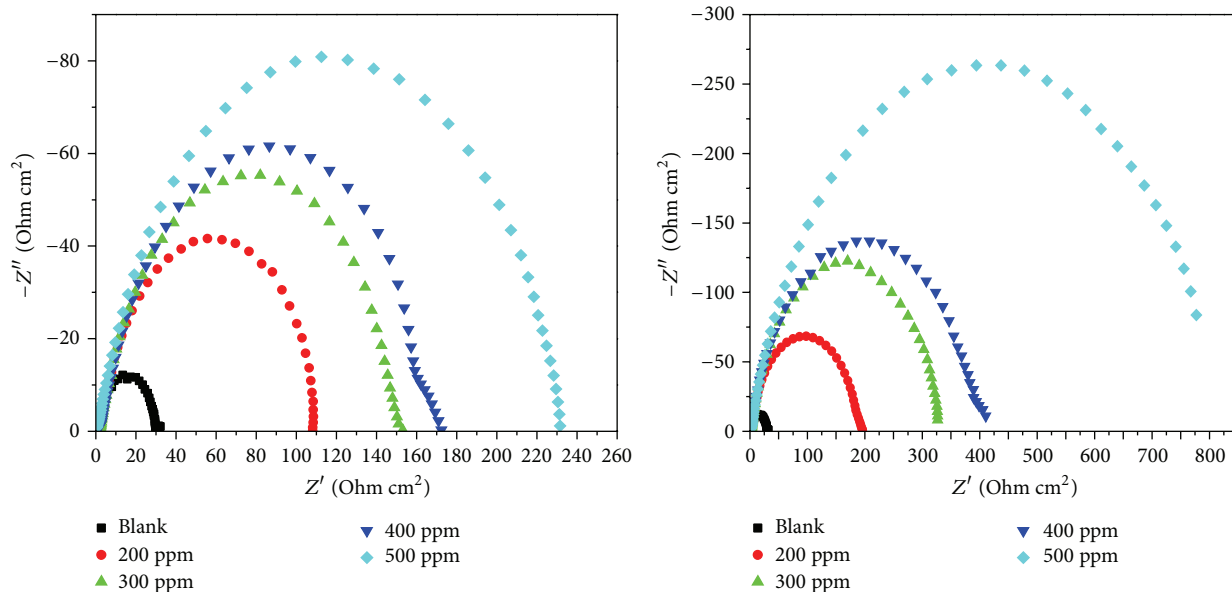 −80
−60
−40
−20
0
−Z″ (Ohm cm²)
0 20 40 60 80 100 120 140 160 180 200 220 240 260
Z′ (Ohm cm²)
Blank
200 ppm
300 ppm
400 ppm
500 ppm
−300
−250
−200
−150
−100
−50
0
−Z″ (Ohm cm²)
0 100 200 300 400 500 600 700 800
Z′ (Ohm cm²)
Blank
200 ppm
300 ppm
400 ppm
500 ppm